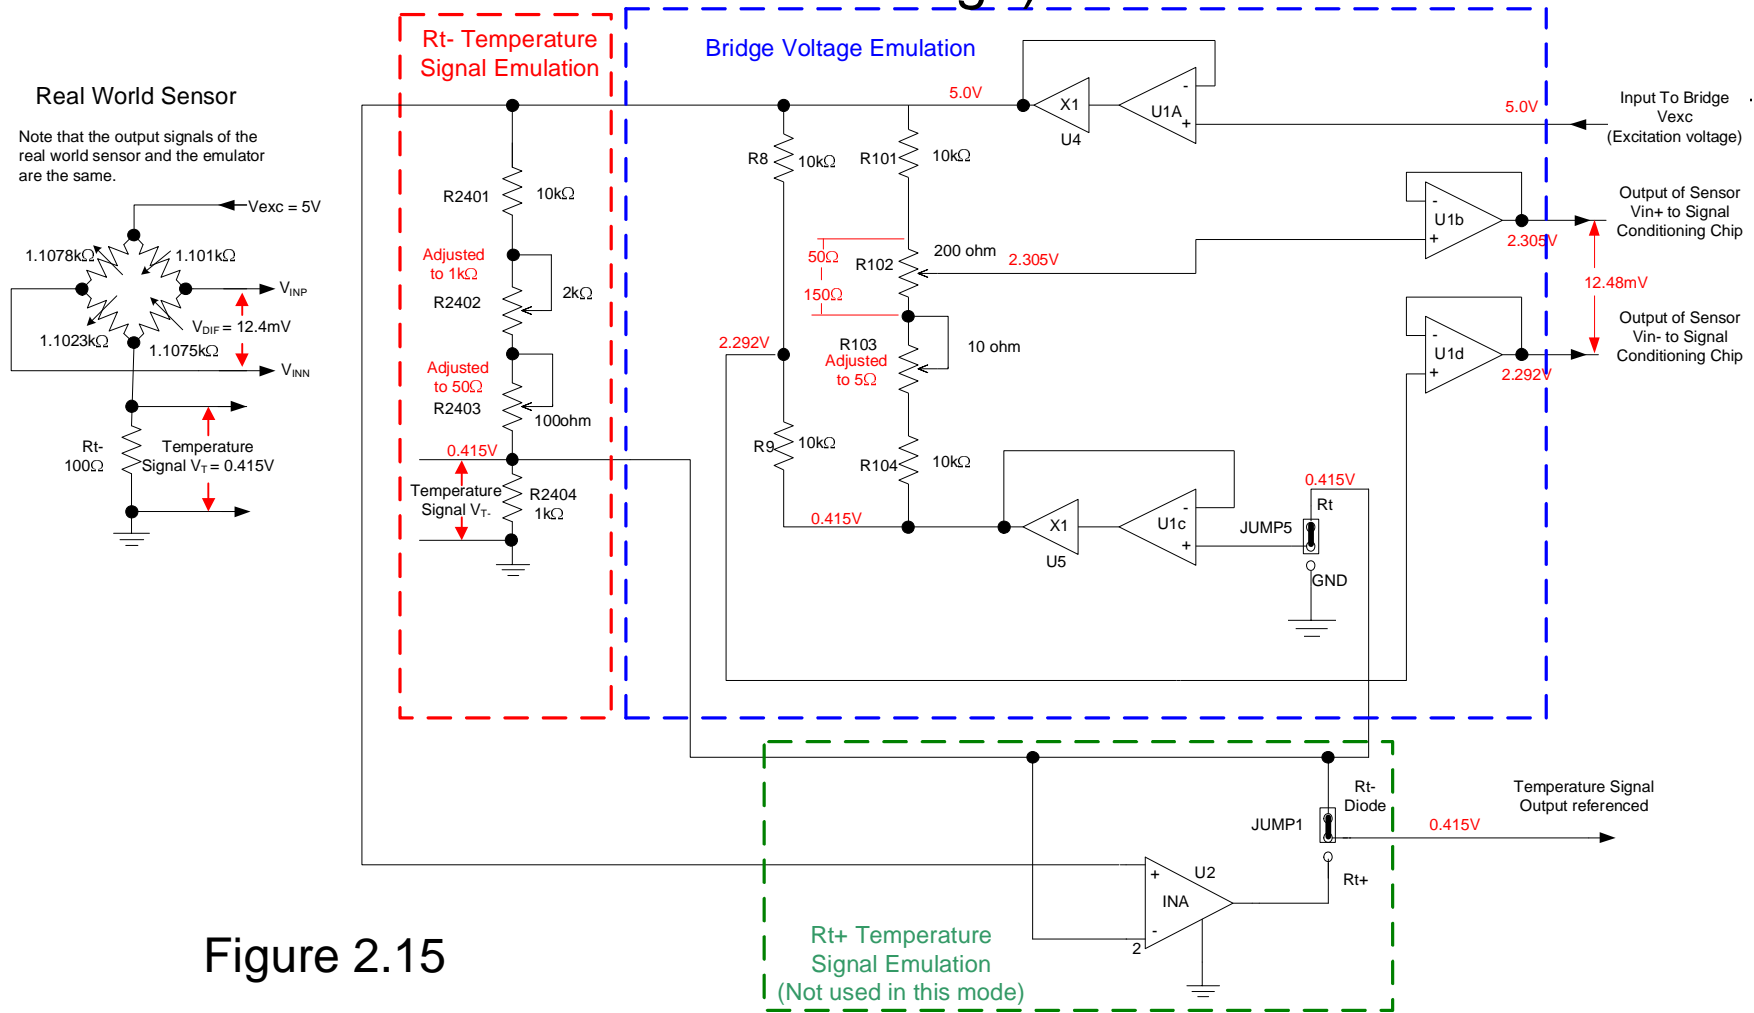 Rt- Temperature
Signal Emulation
Bridge Voltage Emulation
Real World Sensor
Note that the output signals of the
real world sensor and the emulator
are the same.
Vexc = 5V
1.1078kΩ
1.101kΩ
VINP
VDIF = 12.4mV
1.1023kΩ
1.1075kΩ
VINN
Rt-
100Ω
Temperature
Signal VT = 0.415V
R2401
10kΩ
Adjusted
to 1kΩ
R2402
2kΩ
Adjusted
to 50Ω
R2403
100ohm
0.415V
Temperature
Signal VT-
R2404
1kΩ
5.0V
X1
U4
U1A
-
+
5.0V
Input To Bridge
Vexc
(Excitation voltage)
R8
10kΩ
R101
10kΩ
50Ω
150Ω
R102
200 ohm
2.305V
-
+
U1b
2.305V
Output of Sensor
Vin+ to Signal
Conditioning Chip
12.48mV
2.292V
R103
Adjusted
to 5Ω
10 ohm
-
+
U1d
2.292V
Output of Sensor
Vin- to Signal
Conditioning Chip
R9
10kΩ
R104
10kΩ
0.415V
X1
U5
U1c
-
+
0.415V
Rt
JUMP5
GND
Rt-
Diode
JUMP1
0.415V
Temperature Signal
Output referenced
Rt+
+
U2
INA
-
2
Rt+ Temperature
Signal Emulation
(Not used in this mode)
Figure 2.15